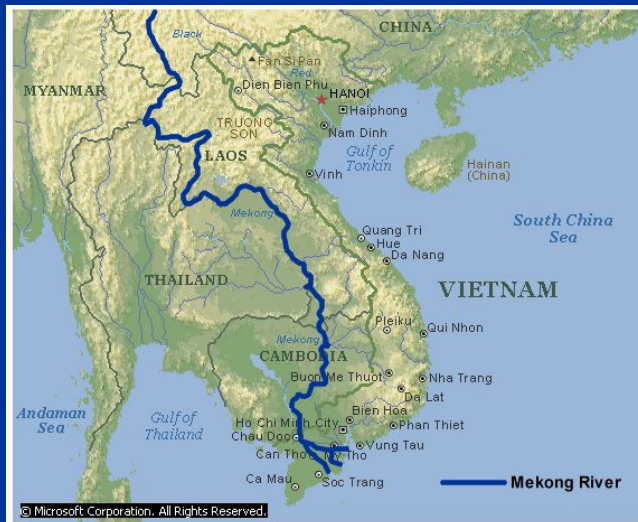 CHINA
Black
Fan Si Pan
Red
Dien Bien Phu
HANOI
MYANMAR
Haiphong
TRUONG
SON
Nam Dinh
LAOS
Gulf of
Tonkin
Hainan
(China)
Vinh
Mekong
South China
Sea
Quang Tri
Hue
Da Nang
THAILAND
VIETNAM
Pleiku
Qui Nhon
Mekong
CAMBODIA
Buon Me Thuot
Nha Trang
Da Lat
Andaman
Sea
Gulf of
Thailand
Ho Chi Minh City
Bien Hoa
Phan Thiet
Chau Doc
Vung Tau
Can Tho
My Tho
Ca Mau
Soc Trang
Mekong River
© Microsoft Corporation. All Rights Reserved.